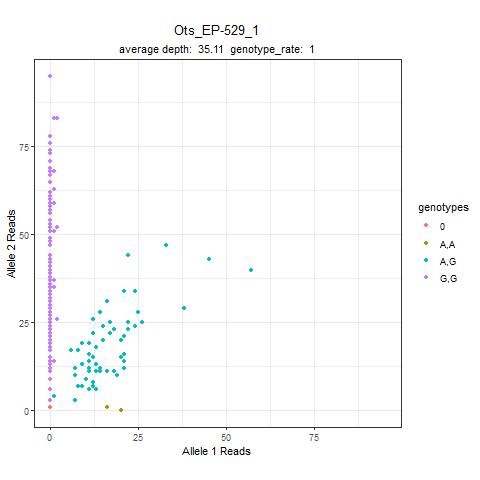 Ots_EP-529_1
average depth: 35.11 genotype_rate: 1
Allele 2 Reads
75
50
25
0
0
25
50
75
Allele 1 Reads
genotypes
0
A,A
A,G
G,G